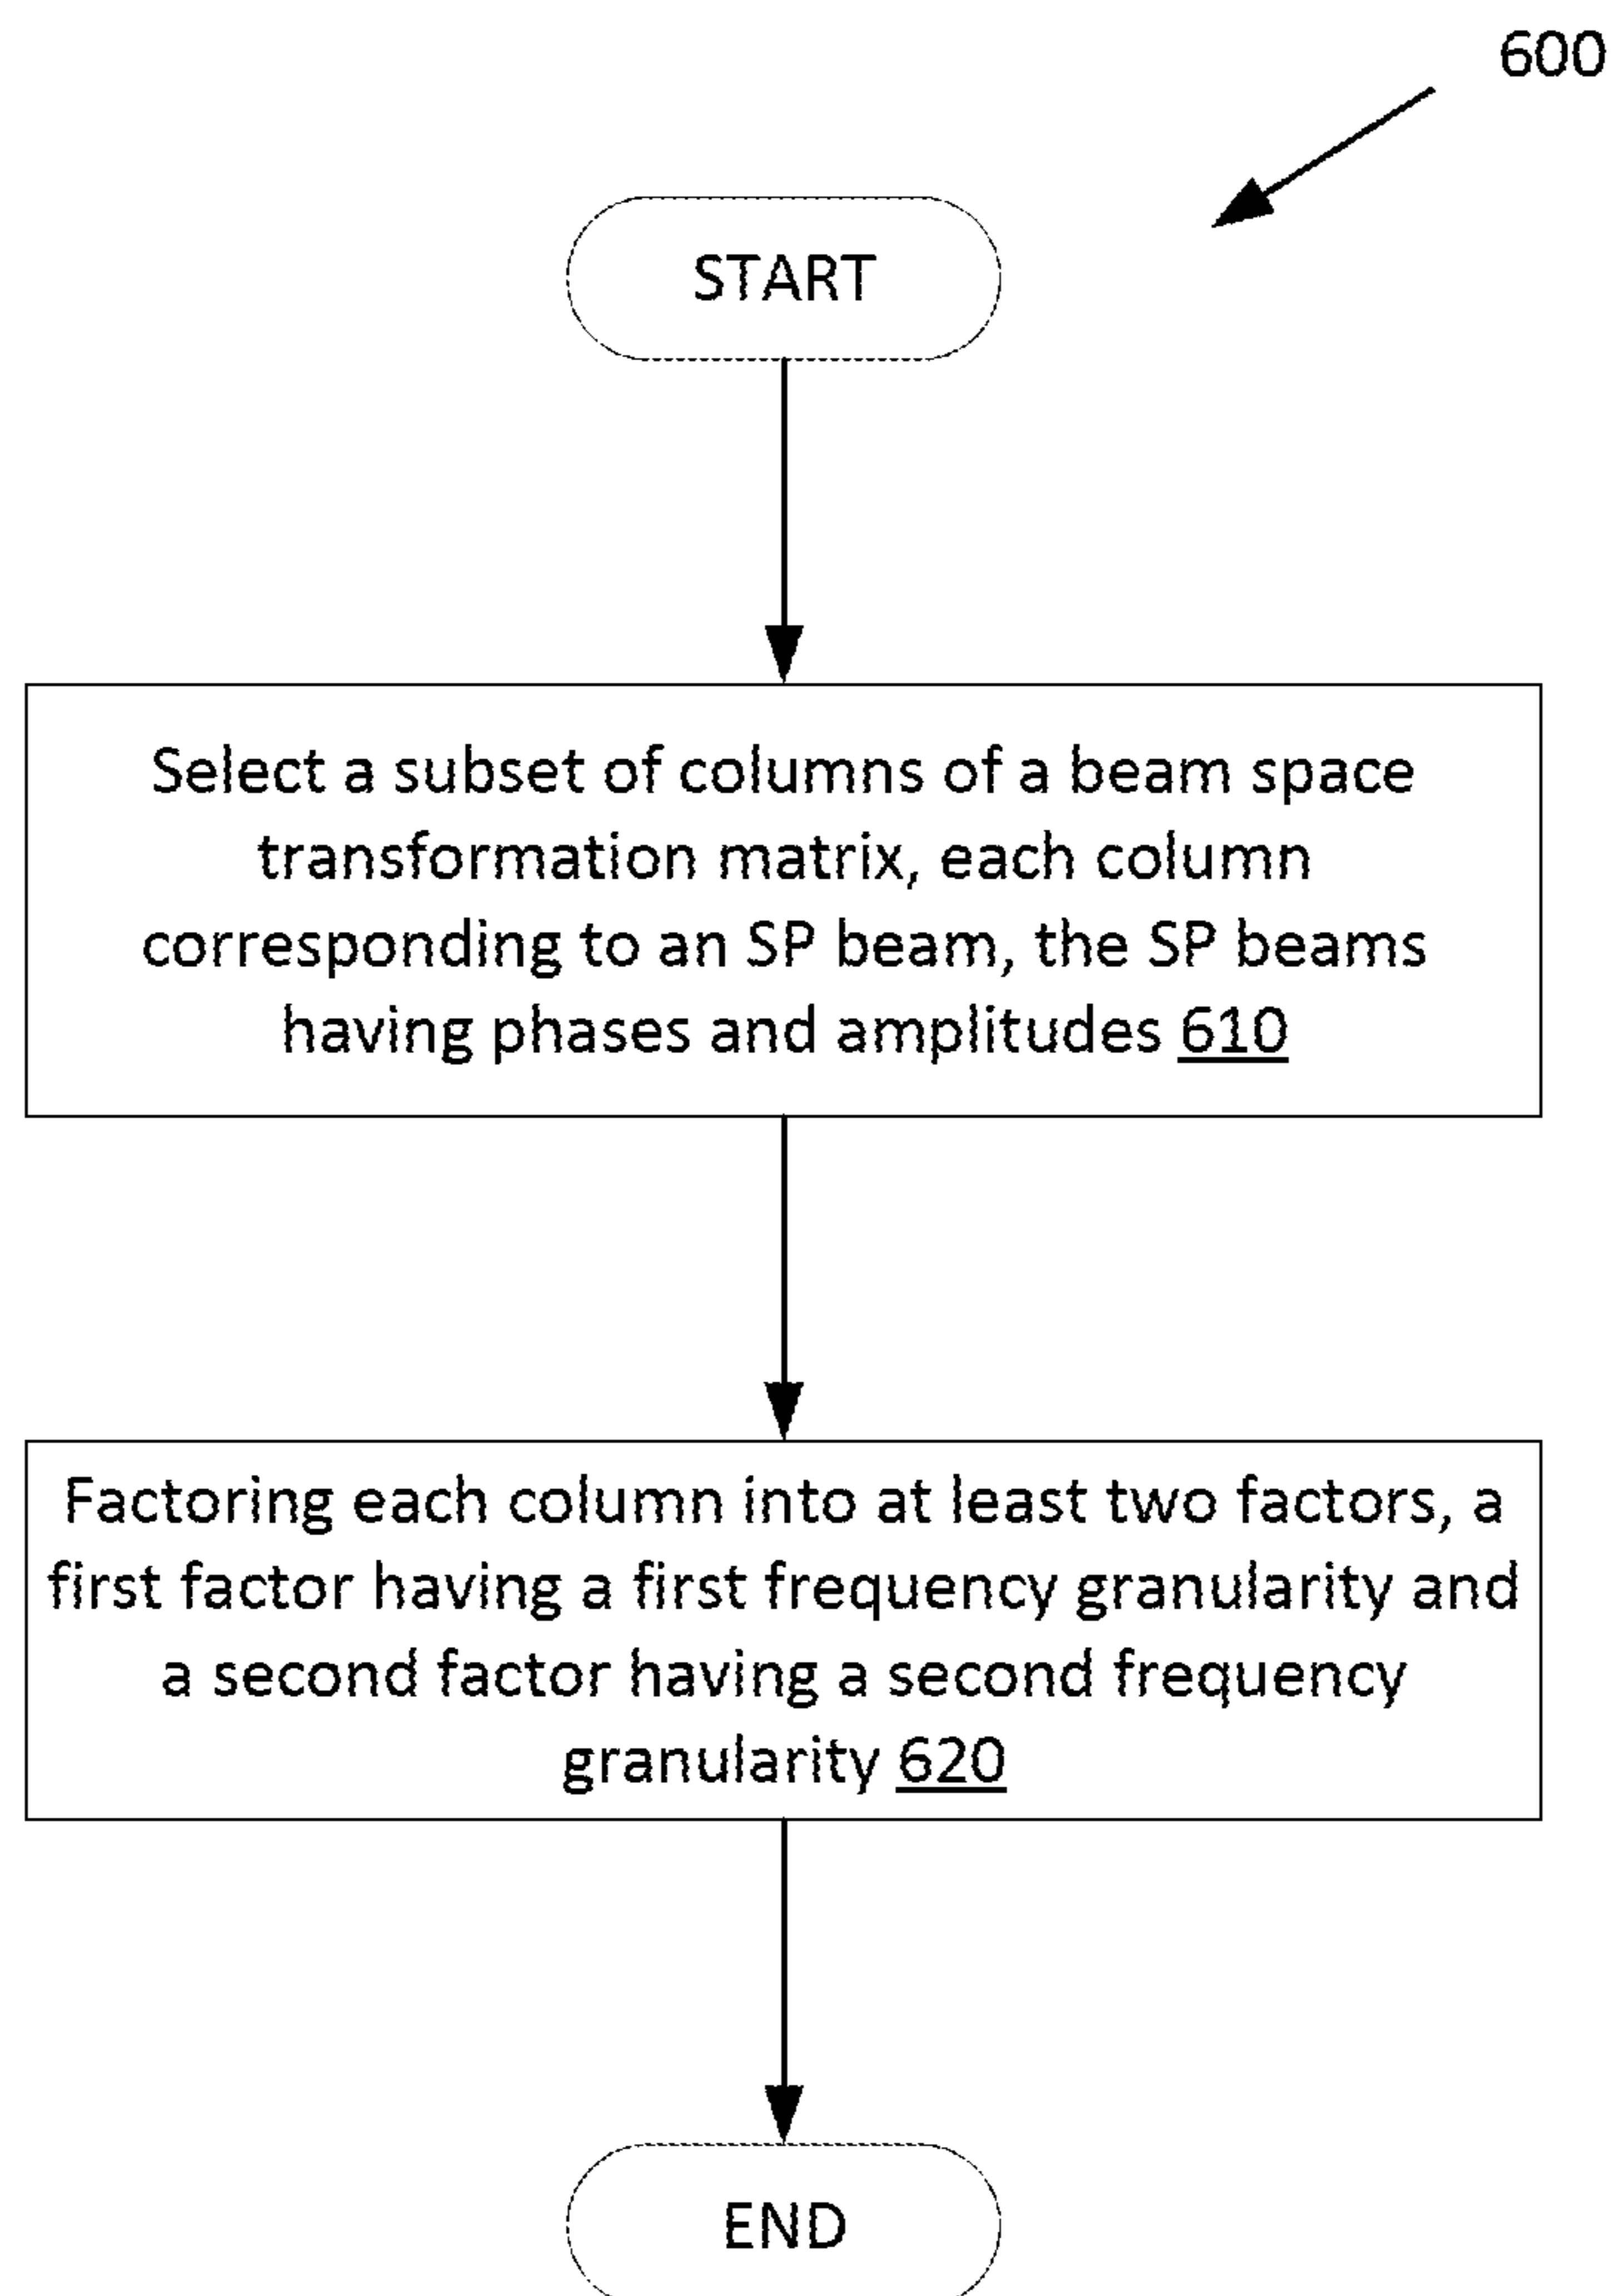 600
START
Select a subset of columns of a beam space
transformation matrix, each column
corresponding to an SP beam, the SP beams
having phases and amplitudes 610
Factoring each column into at least two factors, a
first factor having a first frequency granularity and
a second factor having a second frequency
granularity 620
END